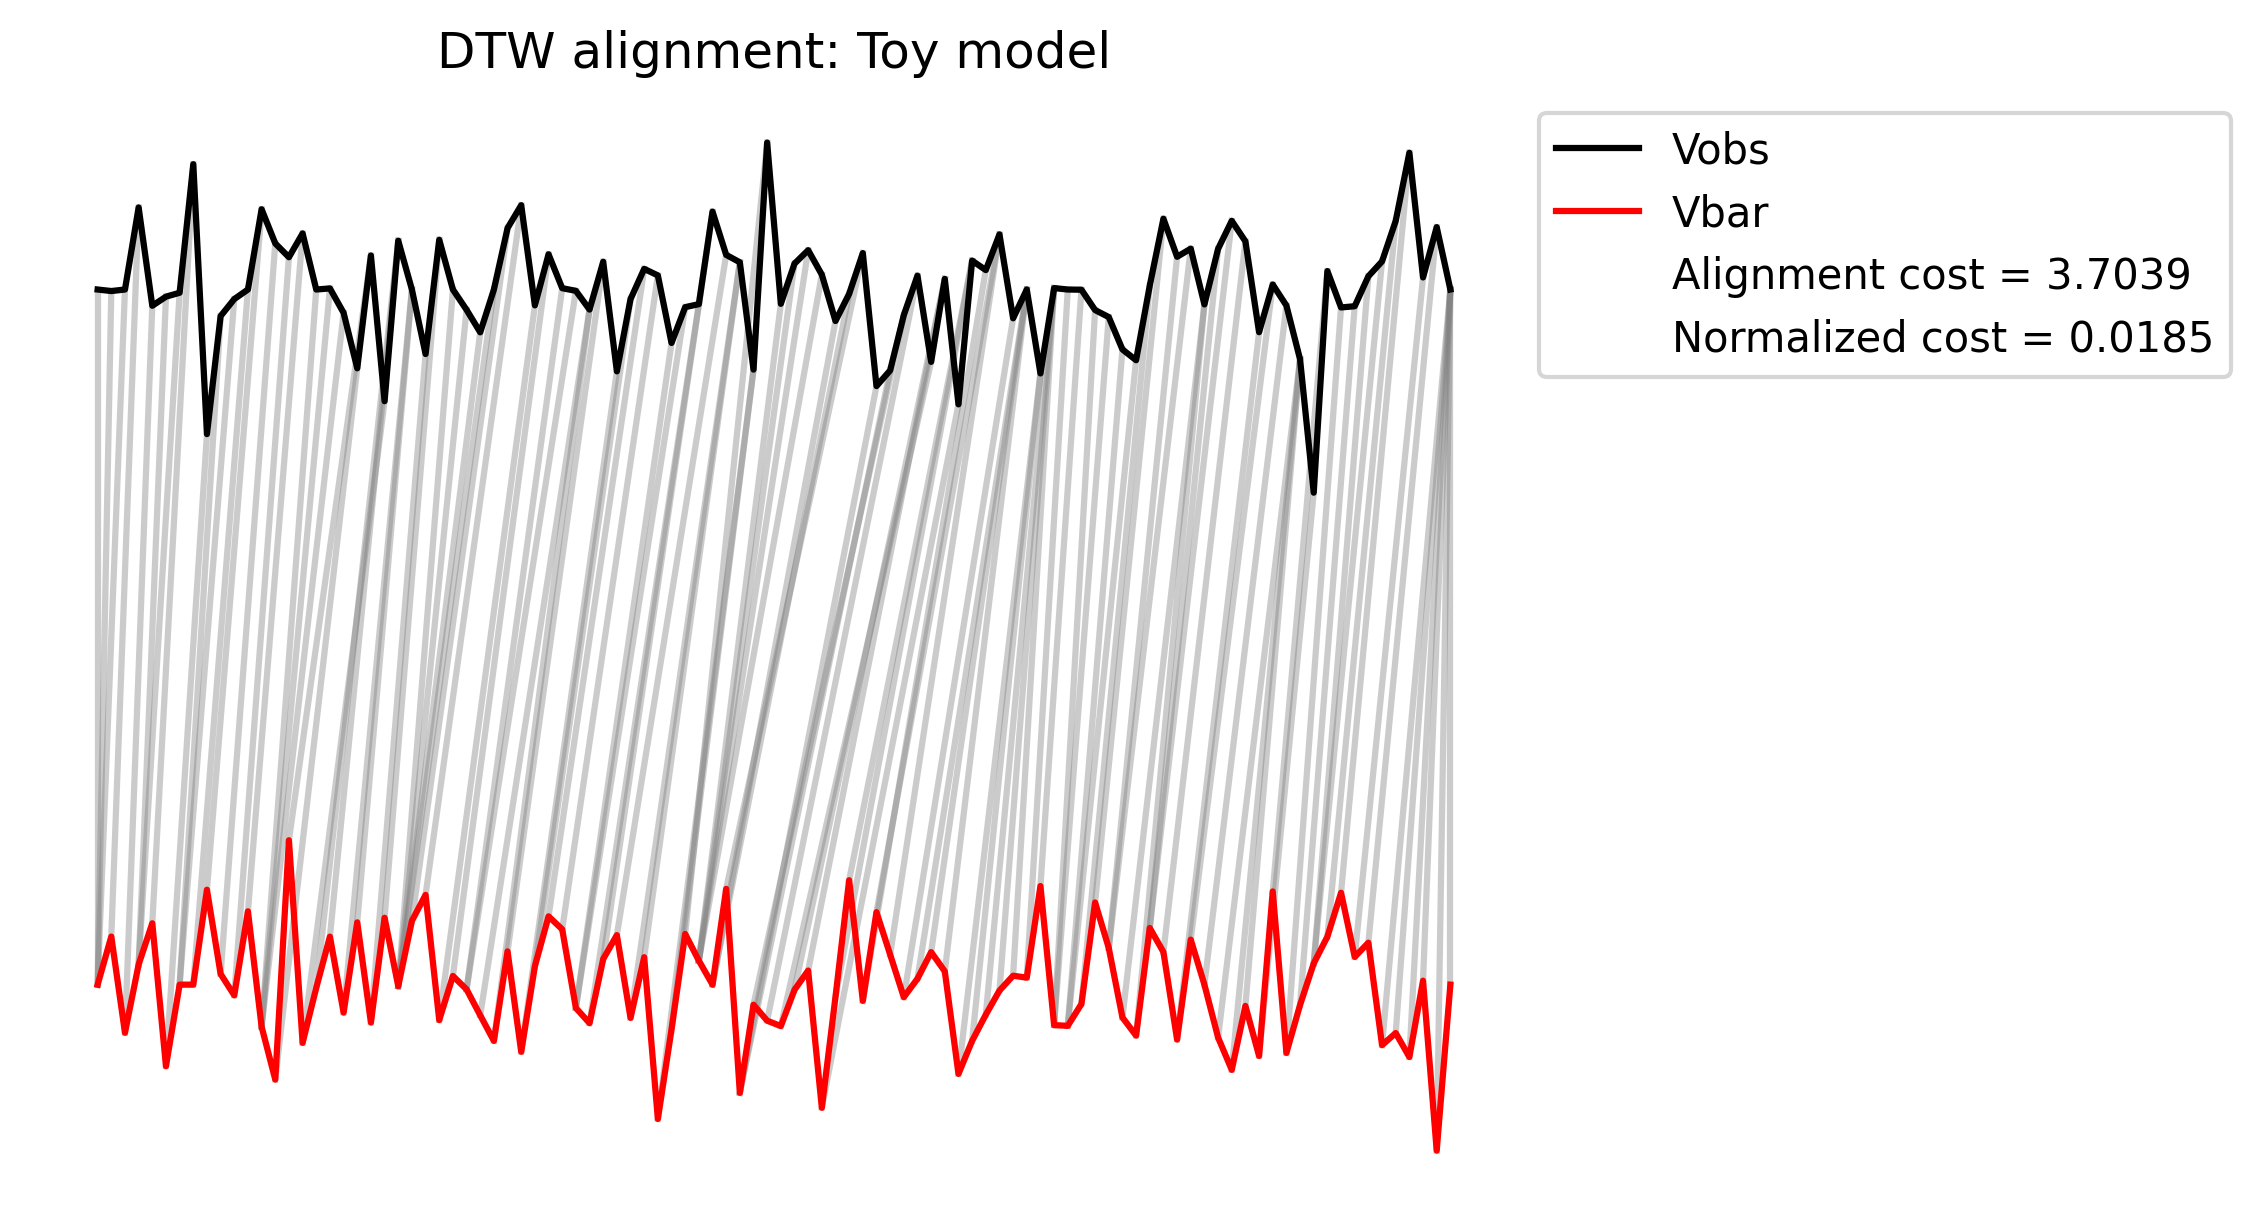 DTW alignment: Toy model
Vobs
Vbar
Alignment cost = 3.7039
Normalized cost = 0.0185